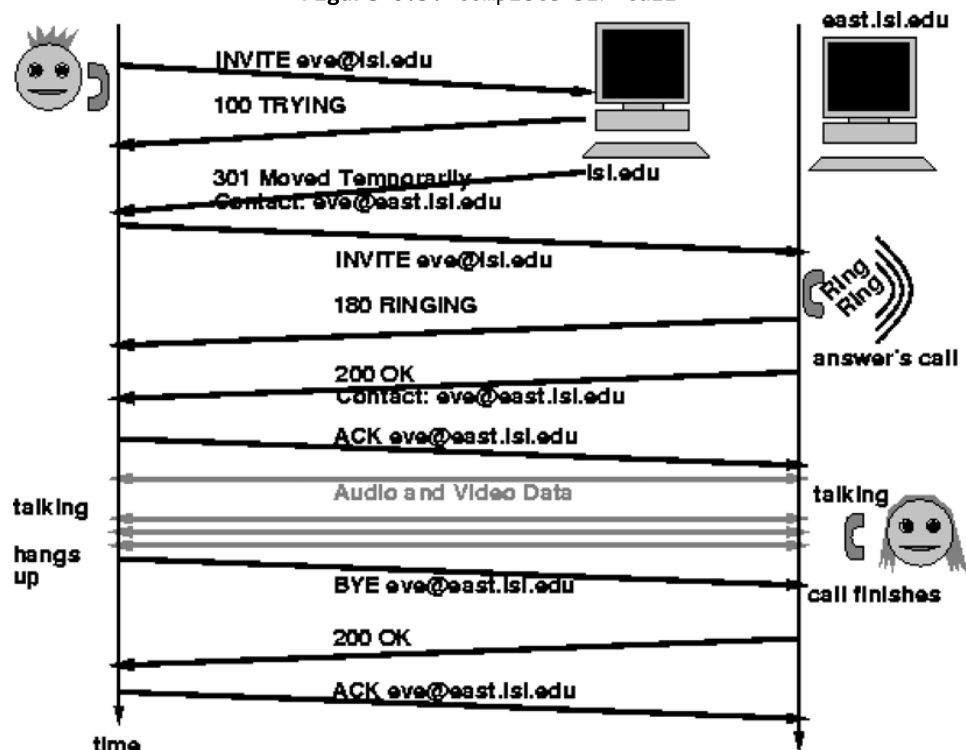 east.isi.edu
INVITE eve@isi.edu
100 TRYING
isi.edu
301 Moved Temporarily
Contact: eve@east.isi.edu
INVITE eve@isi.edu
Ring
Ring
180 RINGING
answer's call
200 OK
Contact: eve@east.isi.edu
ACK eve@east.isi.edu
Audio and Video Data
talking
talking
hangs
up
BYE eve@east.isi.edu
call finishes
200 OK
ACK eve@east.isi.edu
time